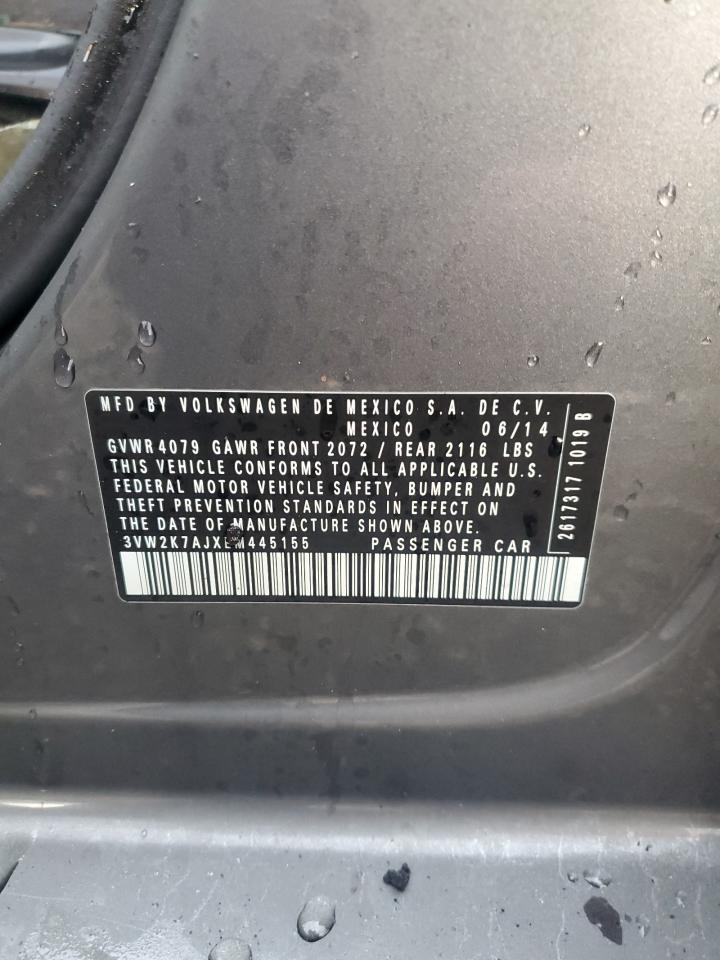 MFD BY VOLKSWAGEN DE MEXICO S.A. DE C.V.
MEXICO 06/14
GVWR 4079 GAWR FRONT 2072 / REAR 2116 LBS
THIS VEHICLE CONFORMS TO ALL APPLICABLE U.S.
FEDERAL MOTOR VEHICLE SAFETY, BUMPER AND
THEFT PREVENTION STANDARDS IN EFFECT ON
THE DATE OF MANUFACTURE SHOWN ABOVE.
PASSENGER CAR
2617317 1019 B